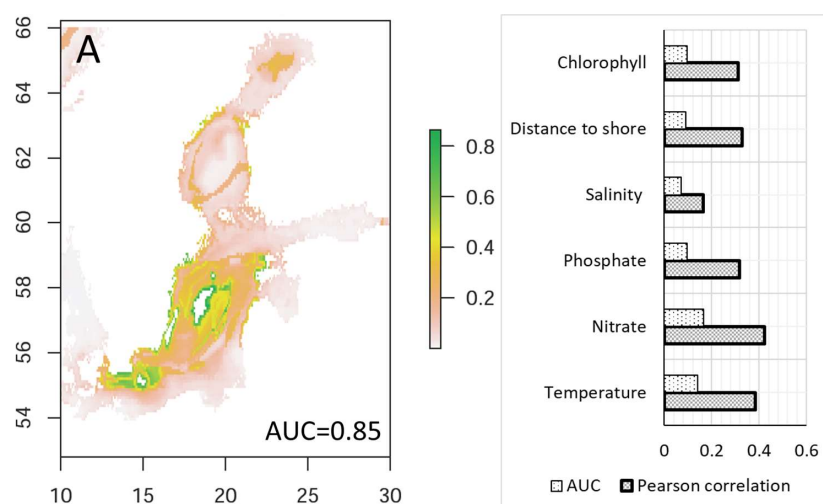 A
66
64
62
60
58
56
54
10 15 20 25 30
AUC=0.85
0.8
0.6
0.4
0.2
Chlorophyll
Distance to shore
Salinity
Phosphate
Nitrate
Temperature
0 0.2 0.4 0.6
AUC Pearson correlation